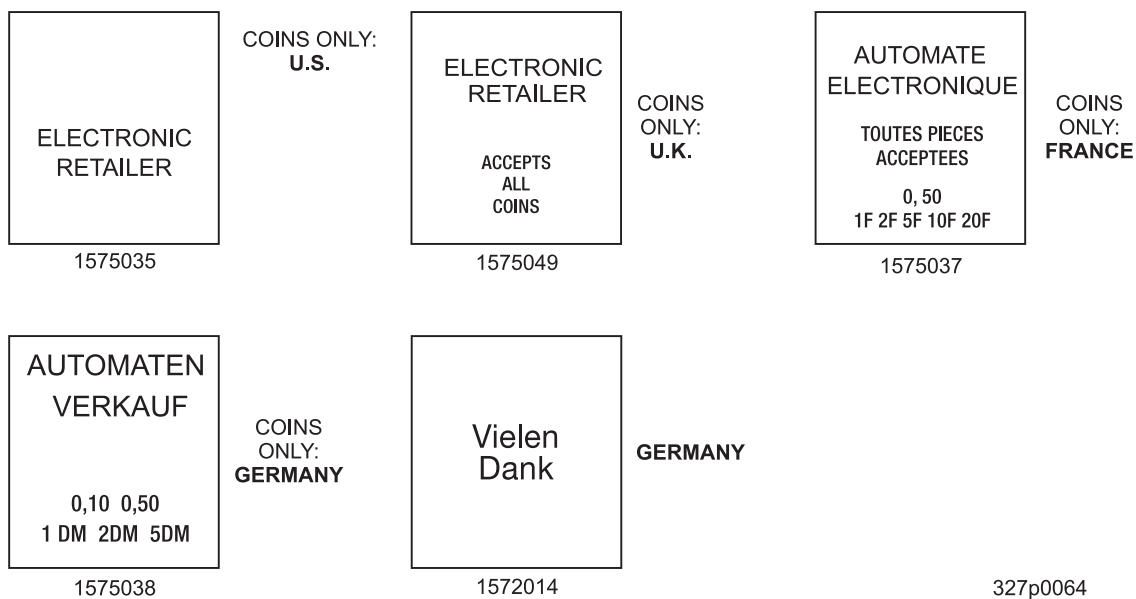 ELECTRONIC
RETAILER
1575035
COINS ONLY:
U.S.
ELECTRONIC
RETAILER
ACCEPTS
ALL
COINS
1575049
COINS
ONLY:
U.K.
AUTOMATE
ELECTRONIQUE
TOUTES PIECES
ACCEPTEES
0, 50
1F 2F 5F 10F 20F
1575037
COINS
ONLY:
FRANCE
AUTOMATEN
VERKAUF
0,10 0,50
1 DM 2DM 5DM
1575038
COINS
ONLY:
GERMANY
Vielen
Dank
1572014
GERMANY
327p0064